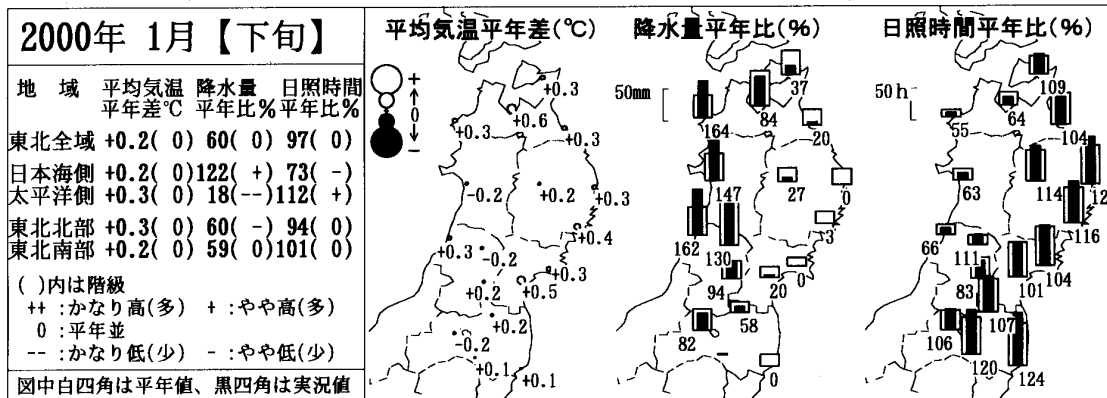 2000年 1月【下旬】
地 域 平均気温 降水量 日照時間
平年差℃ 平年比% 平年比%
東北全域 +0.2( 0) 60( 0) 97( 0)
日本海側 +0.2( 0) 122( +) 73( -)
太平洋側 +0.3( 0) 18(--) 112( +)
東北北部 +0.3( 0) 60( -) 94( 0)
東北南部 +0.2( 0) 59( 0) 101( 0)
( )内は階級
++ :かなり高(多) + :やや高(多)
0 :平年並
-- :かなり低(少) - :やや低(少)
図中白四角は平年値、黒四角は実況値
平均気温平年差(℃)
+
0
-
+0.3
+0.6
+0.3
+0.3
-0.2
+0.2
+0.3
+0.4
+0.3
-0.2
+0.3
+0.2
+0.5
+0.2
-0.2
+0.1
+0.1
降水量平年比(%)
50mm
37
164
84
20
147
27
0
162
130
3
0
94
20
58
82
0
日照時間平年比(%)
50h
109
55
64
104
63
114
12
116
66
111
104
83
101
107
106
120
124